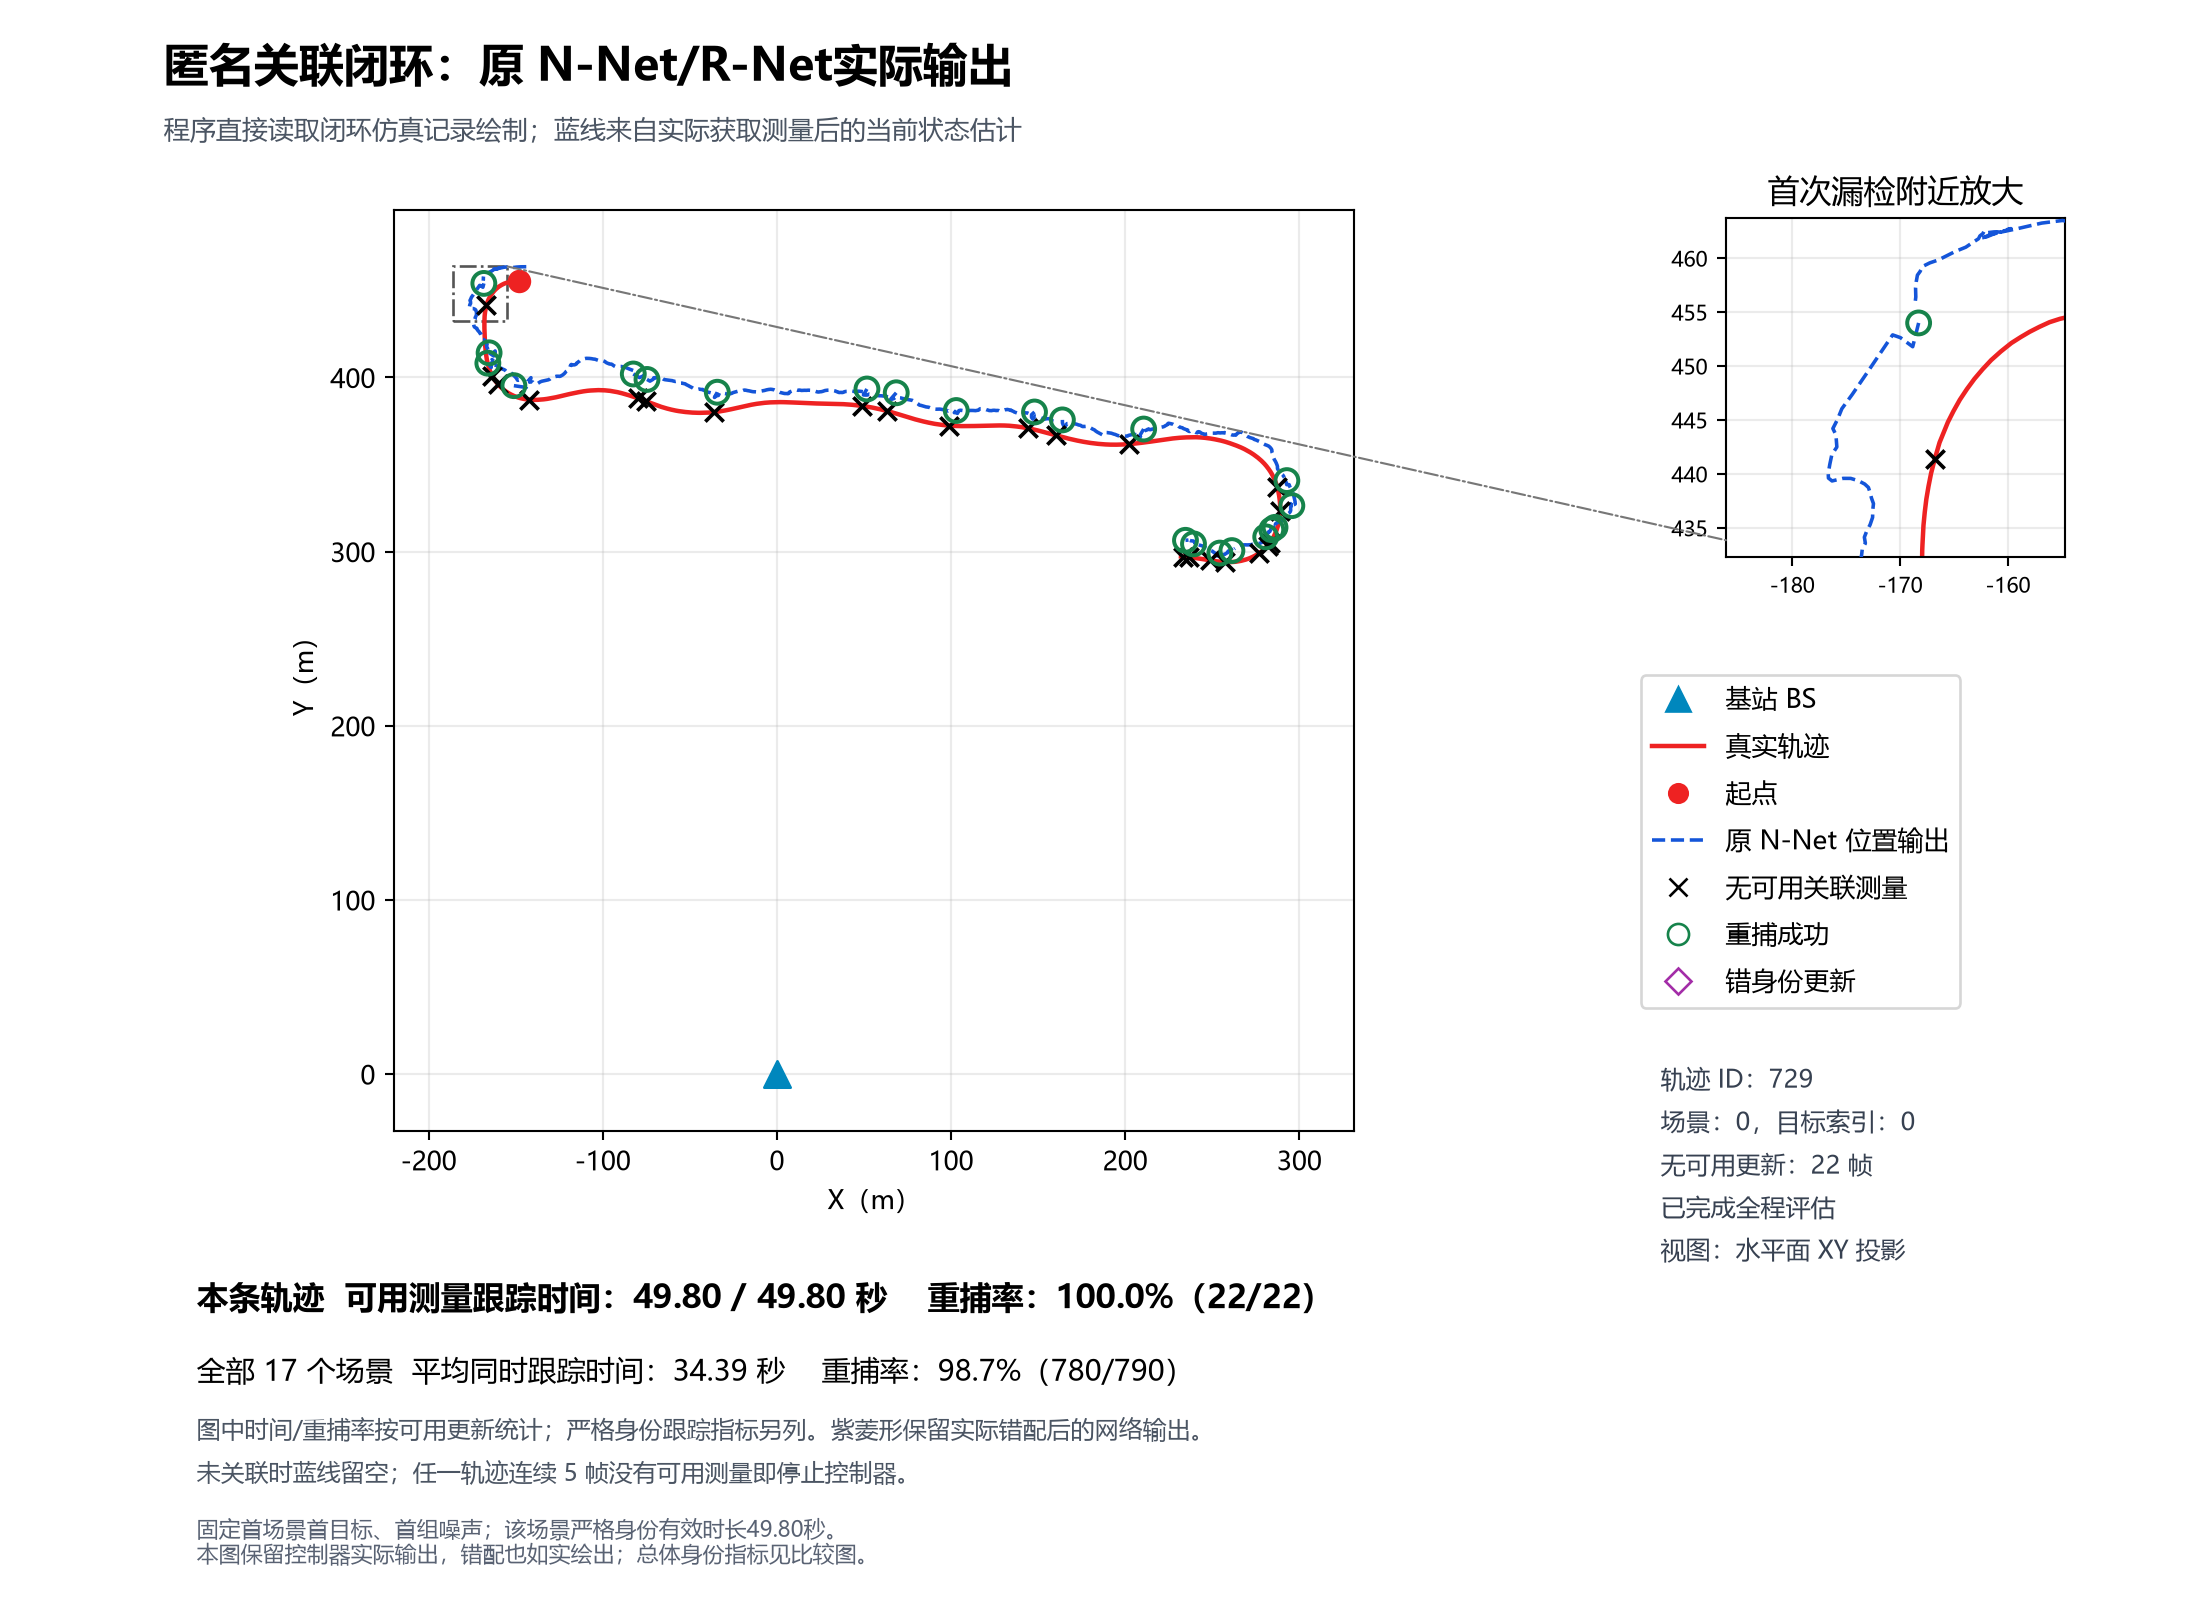 匿名关联闭环：原 N-Net/R-Net实际输出
程序直接读取闭环仿真记录绘制；蓝线来自实际获取测量后的当前状态估计
首次漏检附近放大
460
455
450
445
440
435
-180 -170 -160
400
300
200
100
0
Y（m）
-200 -100 0 100 200 300
X（m）
基站 BS
真实轨迹
起点
原 N-Net 位置输出
无可用关联测量
重捕成功
错身份更新
轨迹 ID：729
场景：0，目标索引：0
无可用更新：22 帧
已完成全程评估
视图：水平面 XY 投影
本条轨迹 可用测量跟踪时间：49.80 / 49.80 秒 重捕率：100.0%（22/22）
全部 17 个场景 平均同时跟踪时间：34.39 秒 重捕率：98.7%（780/790）
图中时间/重捕率按可用更新统计；严格身份跟踪指标另列。紫菱形保留实际错配后的网络输出。
未关联时蓝线留空；任一轨迹连续 5 帧没有可用测量即停止控制器。
固定首场景首目标、首组噪声；该场景严格身份有效时长49.80秒。
本图保留控制器实际输出，错配也如实绘出；总体身份指标见比较图。